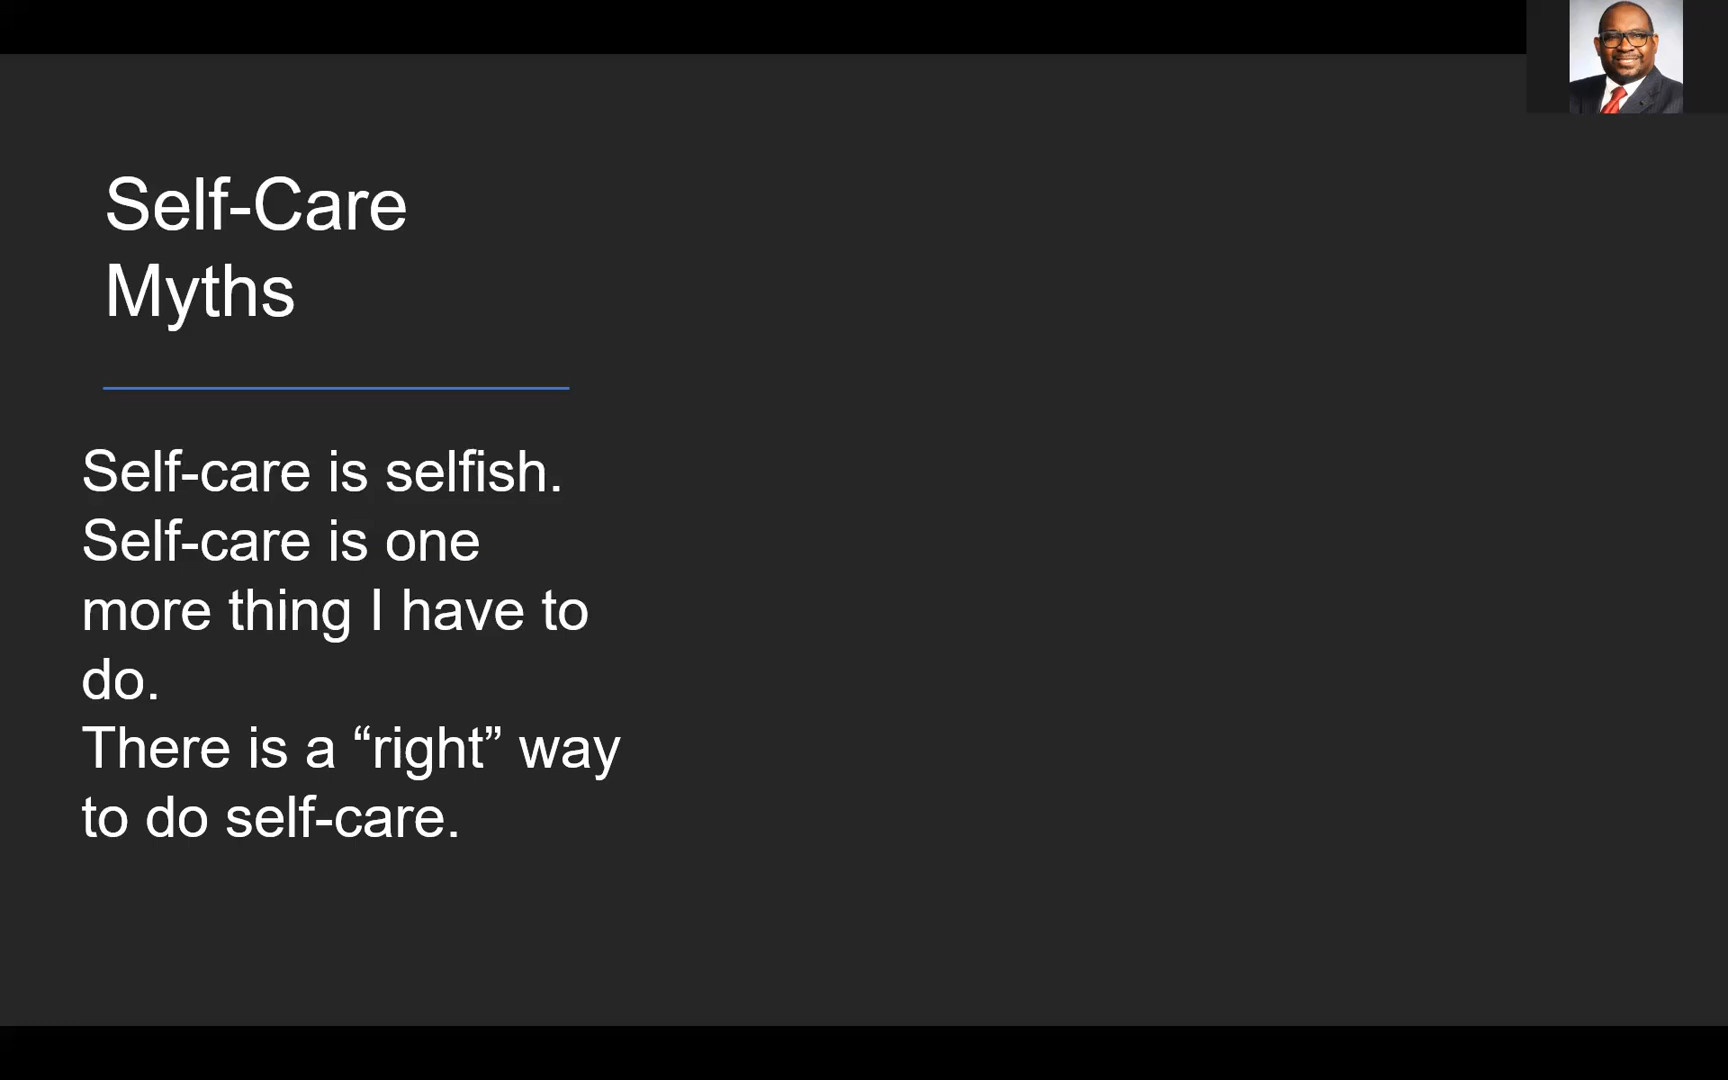 Self-Care
Myths
Self-care is selfish.
Self-care is one
more thing I have to
do.
There is a “right” way
to do self-care.